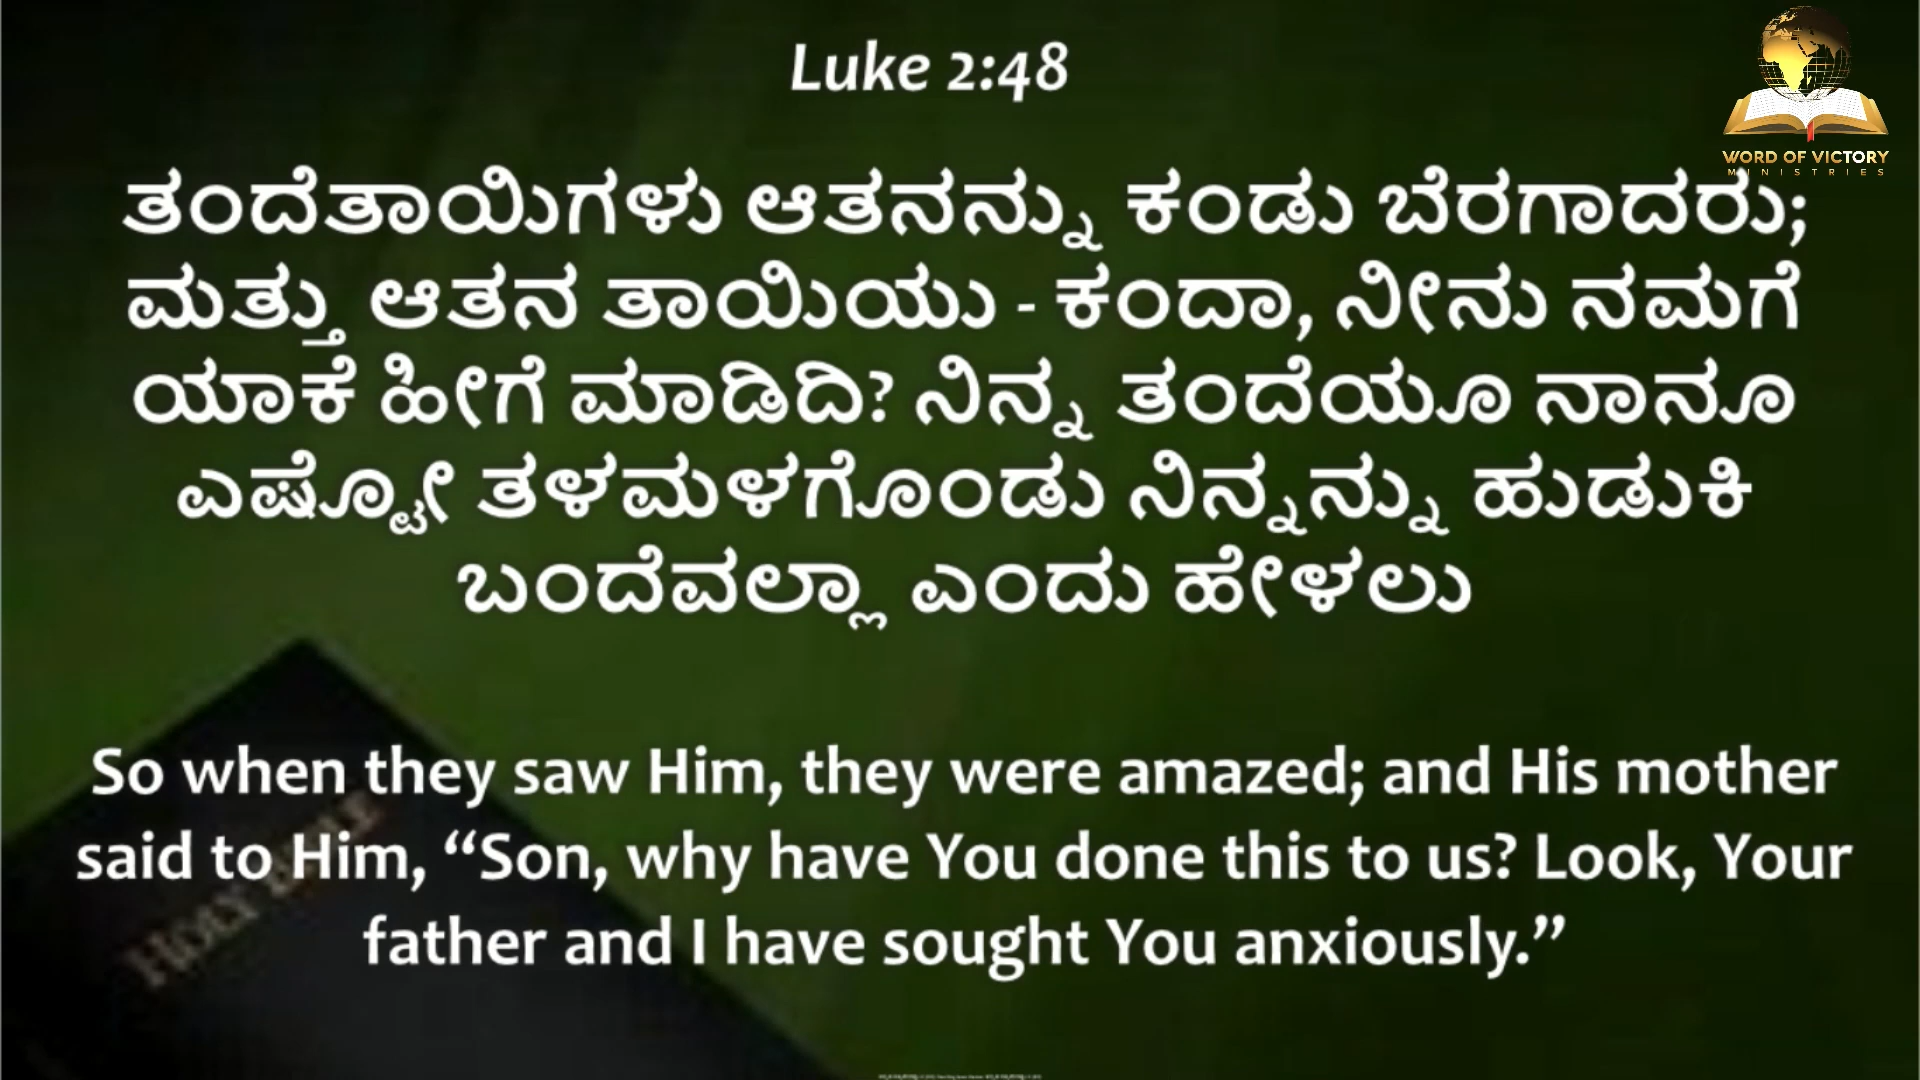 Luke 2:48
WORD OF VICTORY
MINISTRIES
ತಂದೆತಾಯಿಗಳು ಆತನನ್ನು ಕಂಡು ಬೆರಗಾದರು;
ಮತ್ತು ಆತನ ತಾಯಿಯು - ಕಂದಾ, ನೀನು ನಮಗೆ
ಯಾಕೆ ಹೀಗೆ ಮಾಡಿದಿ? ನಿನ್ನ ತಂದೆಯೂ ನಾನೂ
ಎಷ್ಟೋ ತಳಮಳಗೊಂಡು ನಿನ್ನನ್ನು ಹುಡುಕಿ
ಬಂದೆವಲ್ಲಾ ಎಂದು ಹೇಳಲು
So when they saw Him, they were amazed; and His mother
said to Him, “Son, why have You done this to us? Look, Your
father and I have sought You anxiously.”
HOLY BIBLE